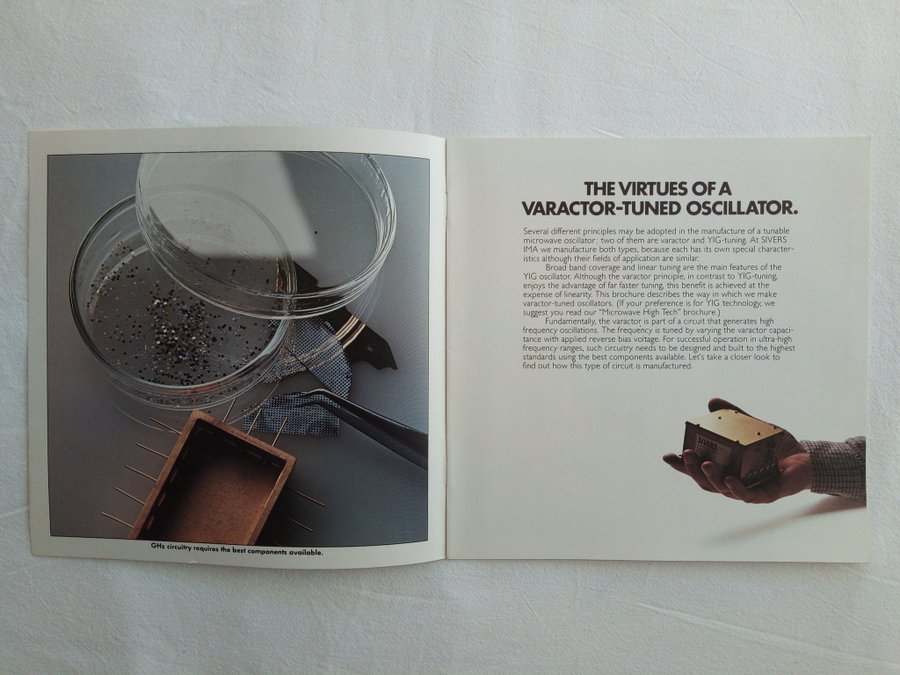 GHz circuitry requires the best components available.
THE VIRTUES OF A
VARACTOR-TUNED OSCILLATOR.
Several different principles may be adopted in the manufacture of a tunable
microwave oscillator: two of them are varactor and YIG-tuning. At SIVERS
IMA we manufacture both types, because each has its own special character-
istics although their fields of application are similar.
Broad band coverage and linear tuning are the main features of the
YIG oscillator. Although the varactor principle, in contrast to YIG-tuning,
enjoys the advantage of far faster tuning, this benefit is achieved at the
expense of linearity. This brochure describes the way in which we make
varactor-tuned oscillators. (If your preference is for YIG technology, we
suggest you read our “Microwave High Tech” brochure.)
Fundamentally, the varactor is part of a circuit that generates high
frequency oscillations. The frequency is tuned by varying the varactor capaci-
tance with applied reverse bias voltage. For successful operation in ultra-high
frequency ranges, such circuitry needs to be designed and built to the highest
standards using the best components available. Let's take a closer look to
find out how this type of circuit is manufactured.
SIVERS